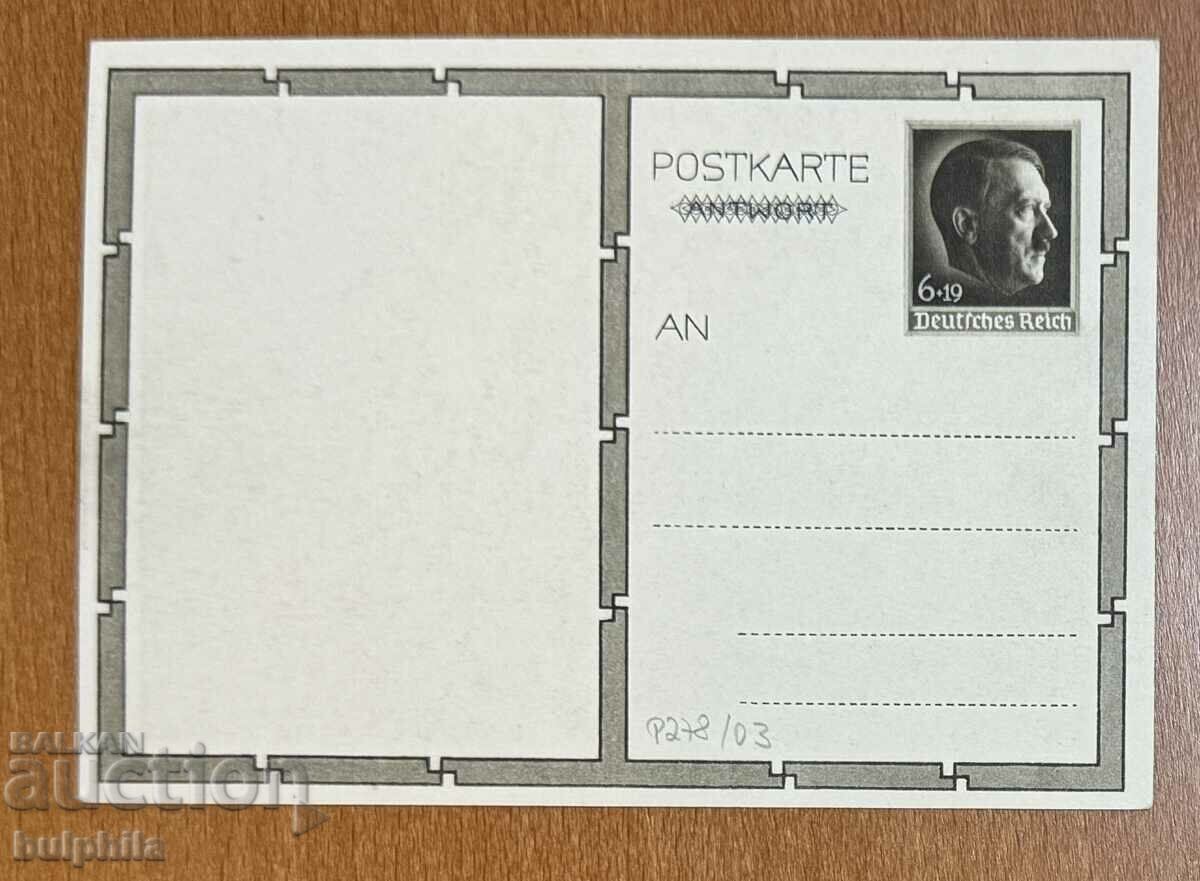 POSTKARTE
ANTWORT
6+19
Deutsches Reich
AN
P278/03
BALKAN
auction
bulphila